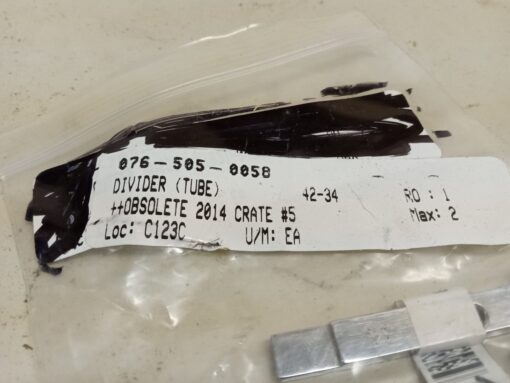 076-505-0058
DIVIDER (TUBE) 42-34 RO : 1
++OBSOLETE 2014 CRATE #5 Max: 2
Loc: C123C U/M: EA